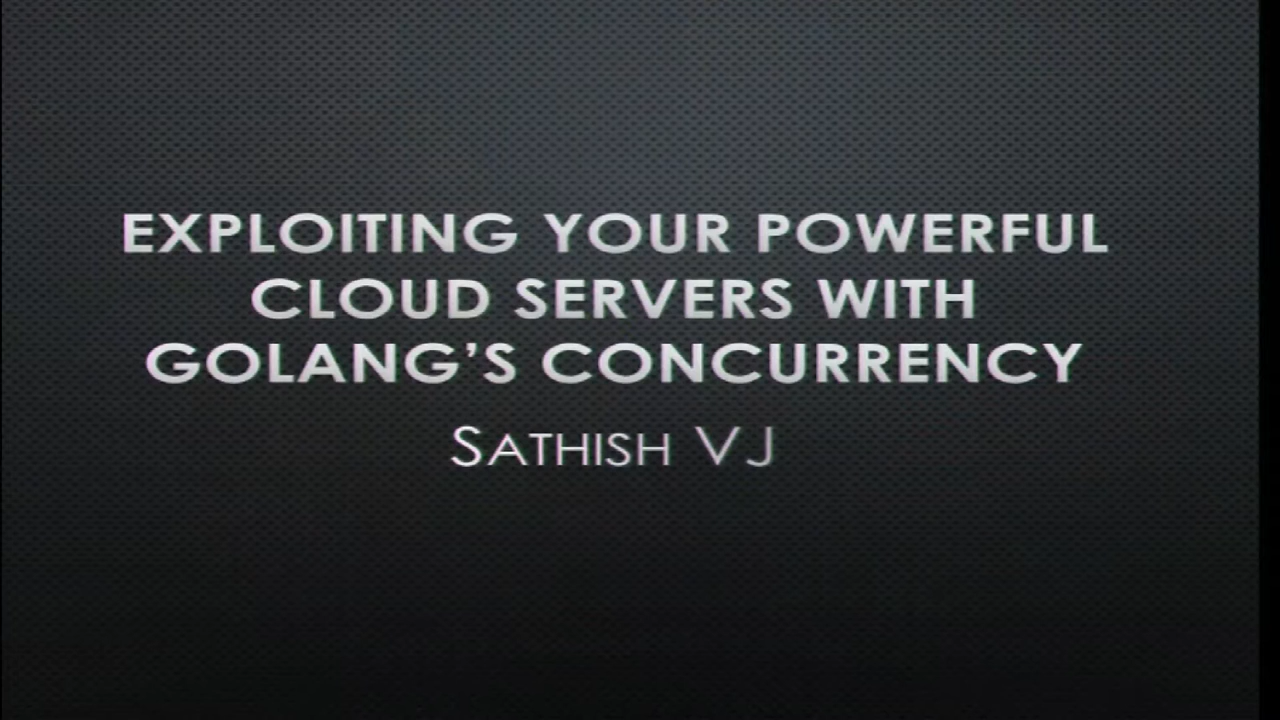 EXPLOITING YOUR POWERFUL
CLOUD SERVERS WITH
GOLANG’S CONCURRENCY
SATHISH VJ